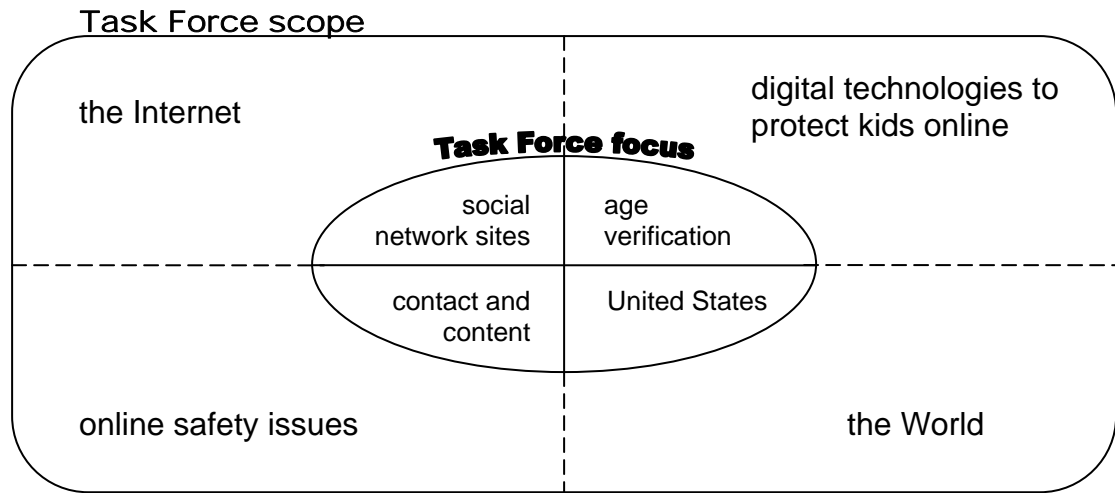 Task Force scope
the Internet
digital technologies to
protect kids online
Task Force focus
social
network sites
age
verification
contact and
content
United States
online safety issues
the World